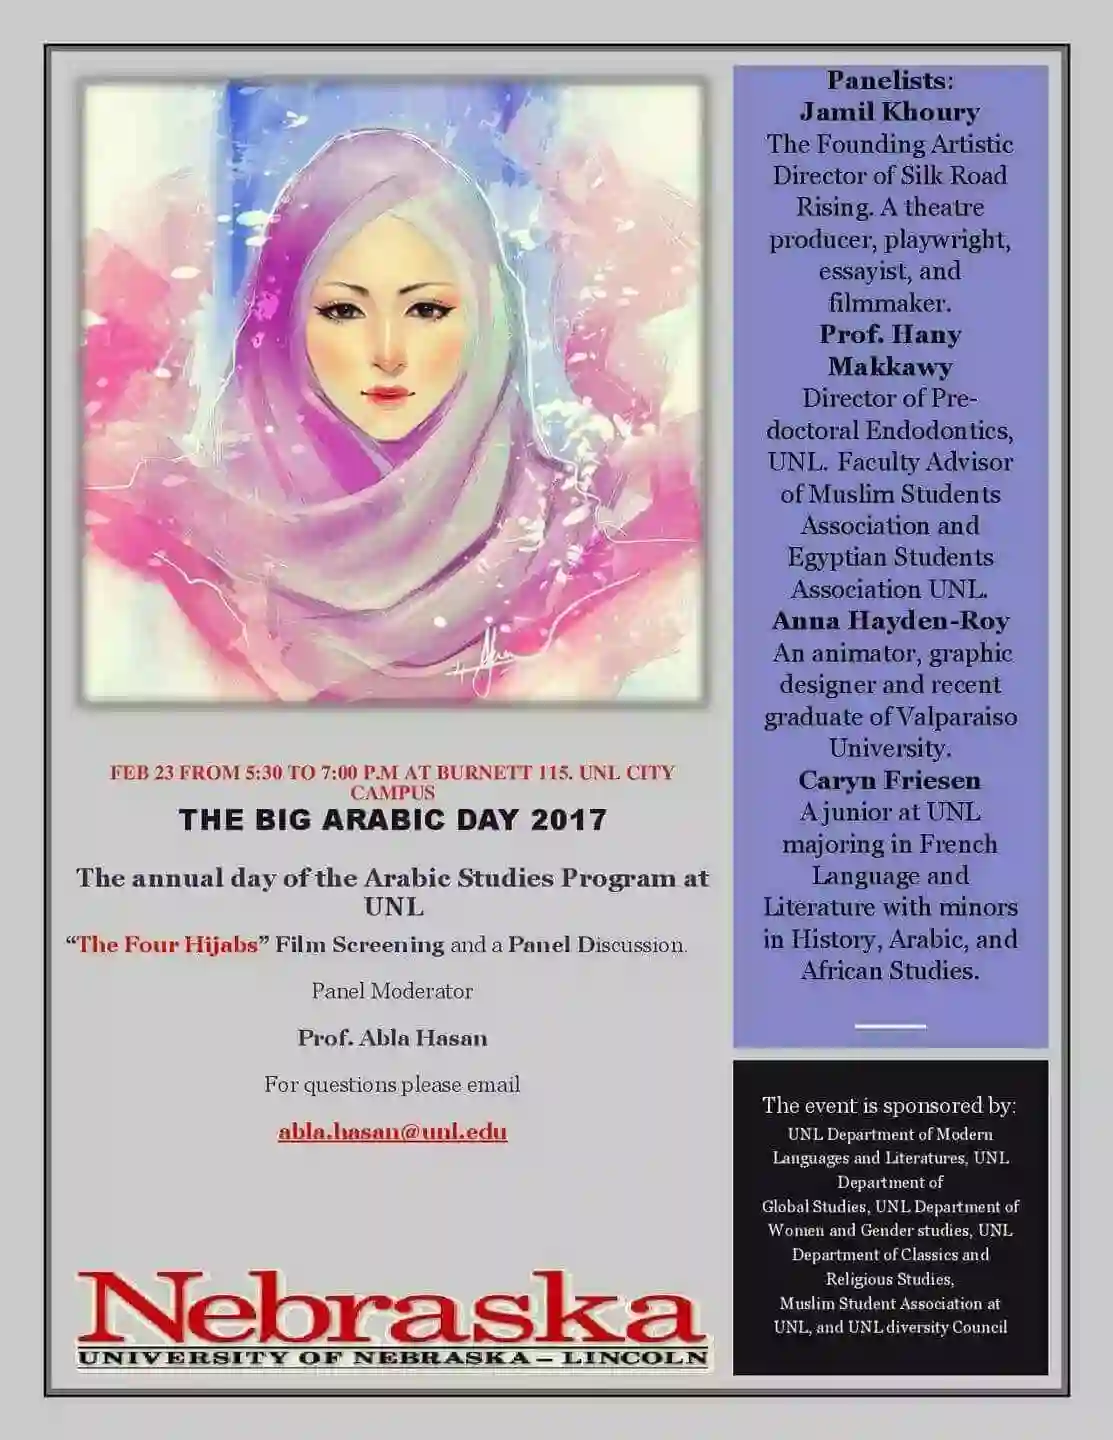 FEB 23 FROM 5:30 TO 7:00 P.M AT BURNETT 115. UNL CITY
CAMPUS
THE BIG ARABIC DAY 2017
The annual day of the Arabic Studies Program at
UNL
“The Four Hijabs” Film Screening and a Panel Discussion.
Panel Moderator
Prof. Abla Hasan
For questions please email
abla.hasan@unl.edu
Nebraska
UNIVERSITY OF NEBRASKA – LINCOLN
Panelists:
Jamil Khoury
The Founding Artistic
Director of Silk Road
Rising. A theatre
producer, playwright,
essayist, and
filmmaker.
Prof. Hany
Makkawy
Director of Pre-
doctoral Endodontics,
UNL. Faculty Advisor
of Muslim Students
Association and
Egyptian Students
Association UNL.
Anna Hayden-Roy
An animator, graphic
designer and recent
graduate of Valparaiso
University.
Caryn Friesen
A junior at UNL
majoring in French
Language and
Literature with minors
in History, Arabic, and
African Studies.
The event is sponsored by:
UNL Department of Modern
Languages and Literatures, UNL
Department of
Global Studies, UNL Department of
Women and Gender studies, UNL
Department of Classics and
Religious Studies,
Muslim Student Association at
UNL, and UNL diversity Council